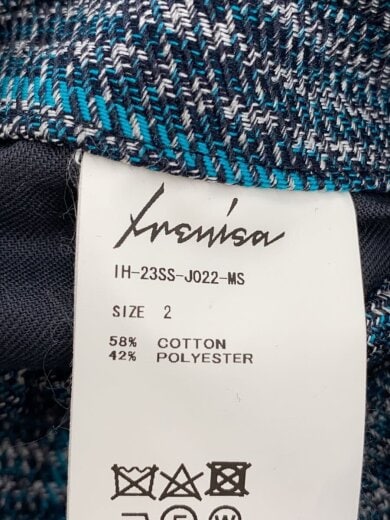 Irenisa
IH-23SS-J022-MS
SIZE 2
58% COTTON
42% POLYESTER